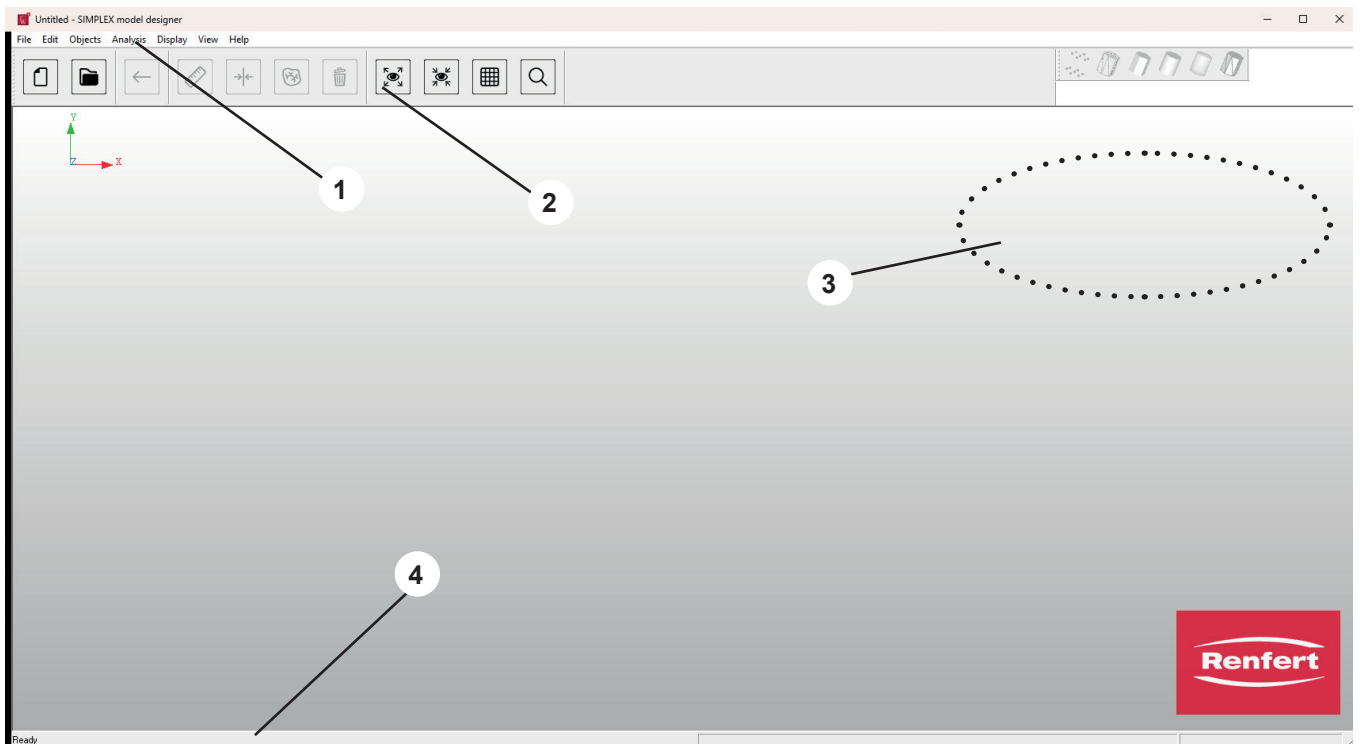 Untitled - SIMPLEX model designer
File Edit Objects Analysis Display View Help
Y
Z X
1
2
3
4
Renfert
Ready